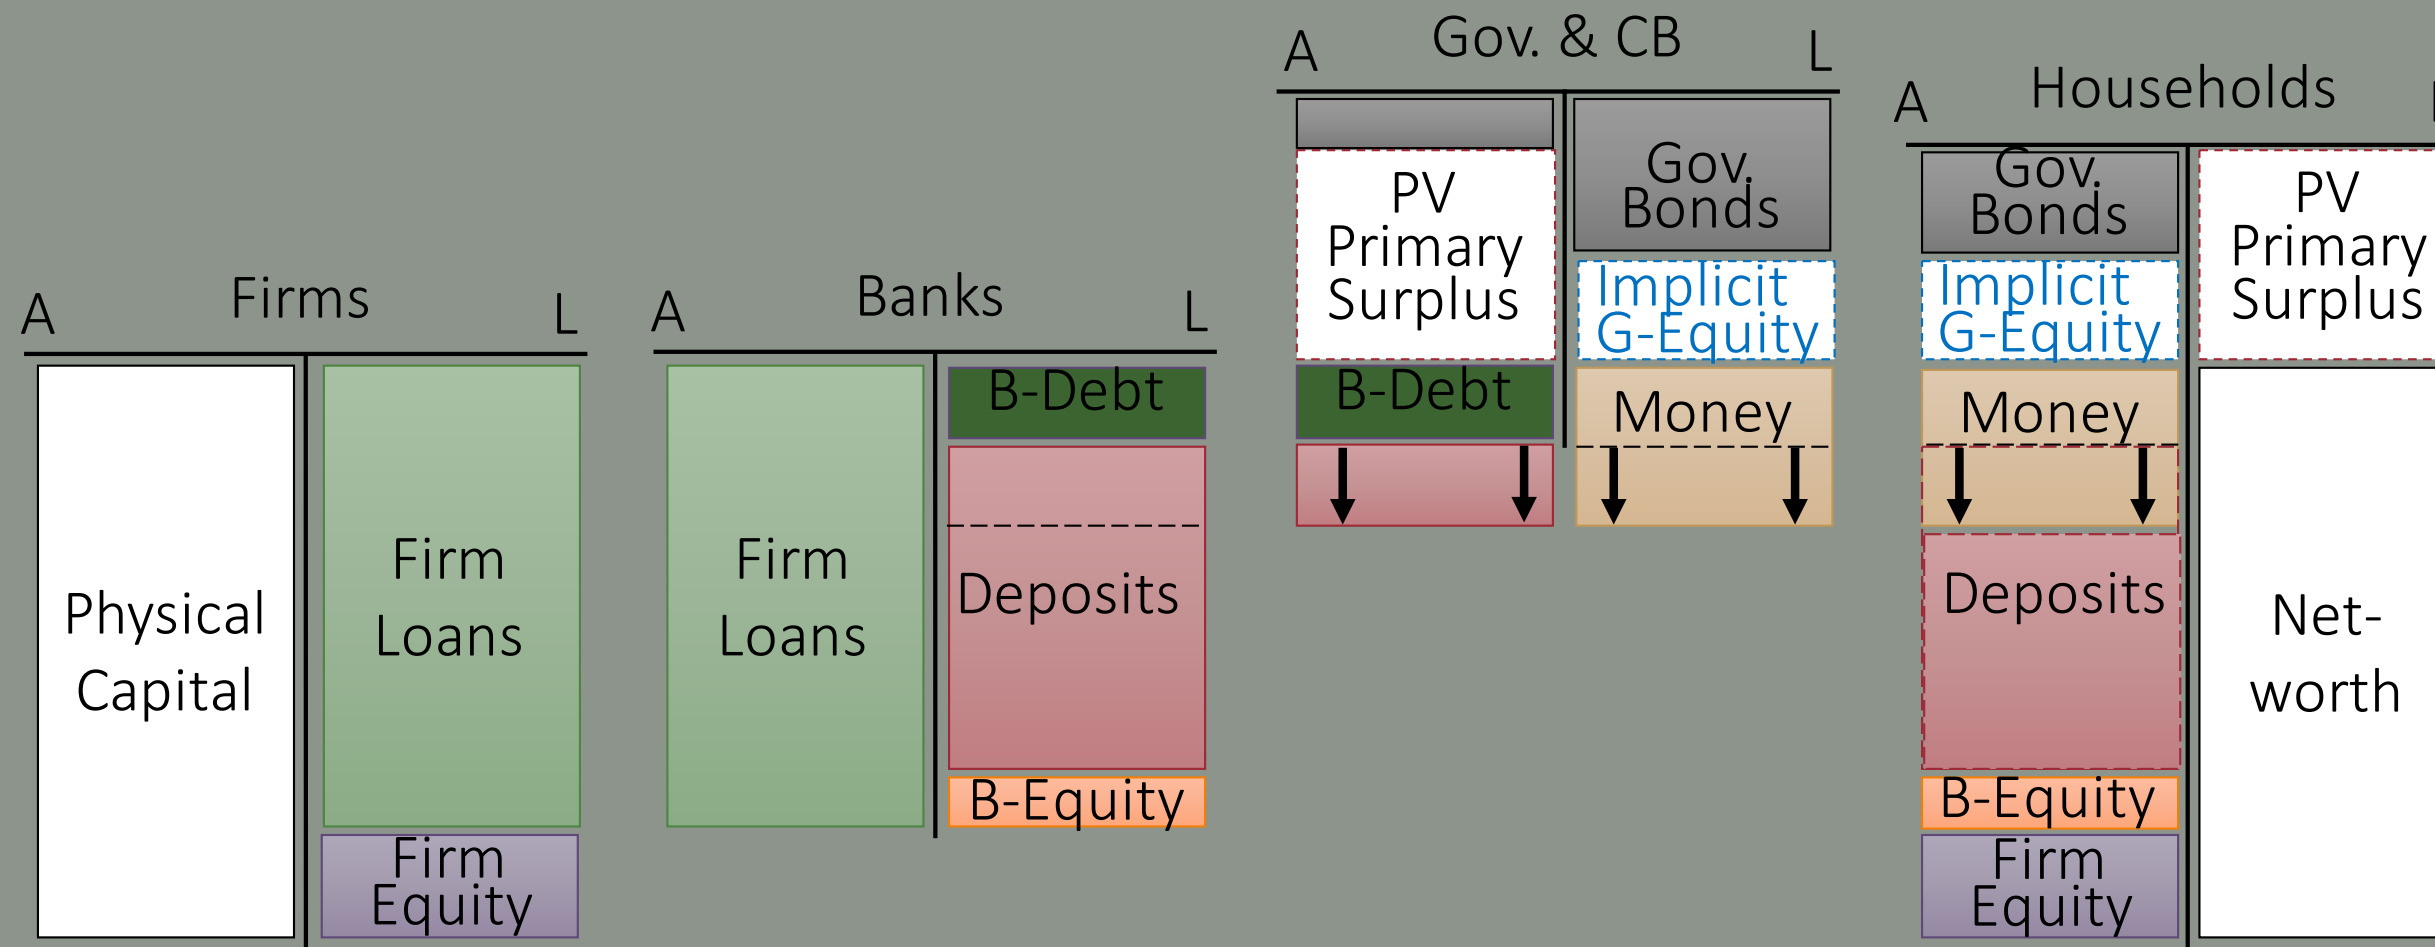 A
Firms
L
Physical
Capital
Firm
Loans
Firm
Equity
A
Banks
L
Firm
Loans
B-Debt
Deposits
B-Equity
A
Gov. & CB
L
PV
Primary
Surplus
B-Debt
Gov.
Bonds
Implicit
G-Equity
Money
A
Households
Gov.
Bonds
Implicit
G-Equity
Money
Deposits
B-Equity
Firm
Equity
PV
Primary
Surplus
Net-
worth